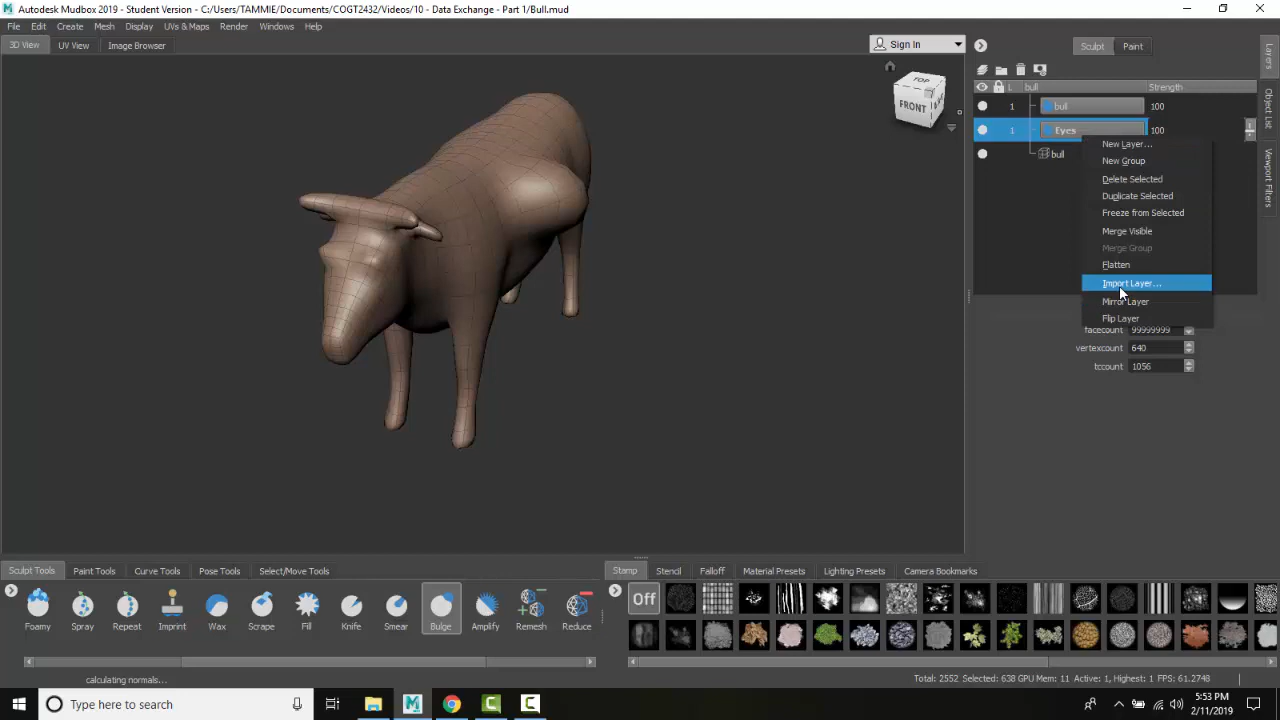 Autodesk Mudbox 2019 - Student Version - C:/Users/TAMMIE/Documents/COGT2432/Videos/10 - Data Exchange - Part 1/Bull.mud
File Edit Create Mesh Display UVs & Maps Render Windows Help
3D View UV View Image Browser
Sign In
Sculpt Paint
Layers
Object List
Viewport Filters
L bull Strength
1 bull 100
1 Eyes 100
bull
New Layer...
New Group
Delete Selected
Duplicate Selected
Freeze from Selected
Merge Visible
Merge Group
Flatten
Import Layer...
Mirror Layer
Flip Layer
TOP
FRONT
facecount 99999999
vertexcount 640
tccount 1056
Sculpt Tools Paint Tools Curve Tools Pose Tools Select/Move Tools
Stamp Stencil Falloff Material Presets Lighting Presets Camera Bookmarks
Off
Foamy Spray Repeat Imprint Wax Scrape Fill Knife Smear Bulge Amplify Remesh Reduce
calculating normals...
Total: 2552 Selected: 638 GPU Mem: 11 Active: 1, Highest: 1 FPS: 61.2748
Type here to search
5:53 PM
2/11/2019